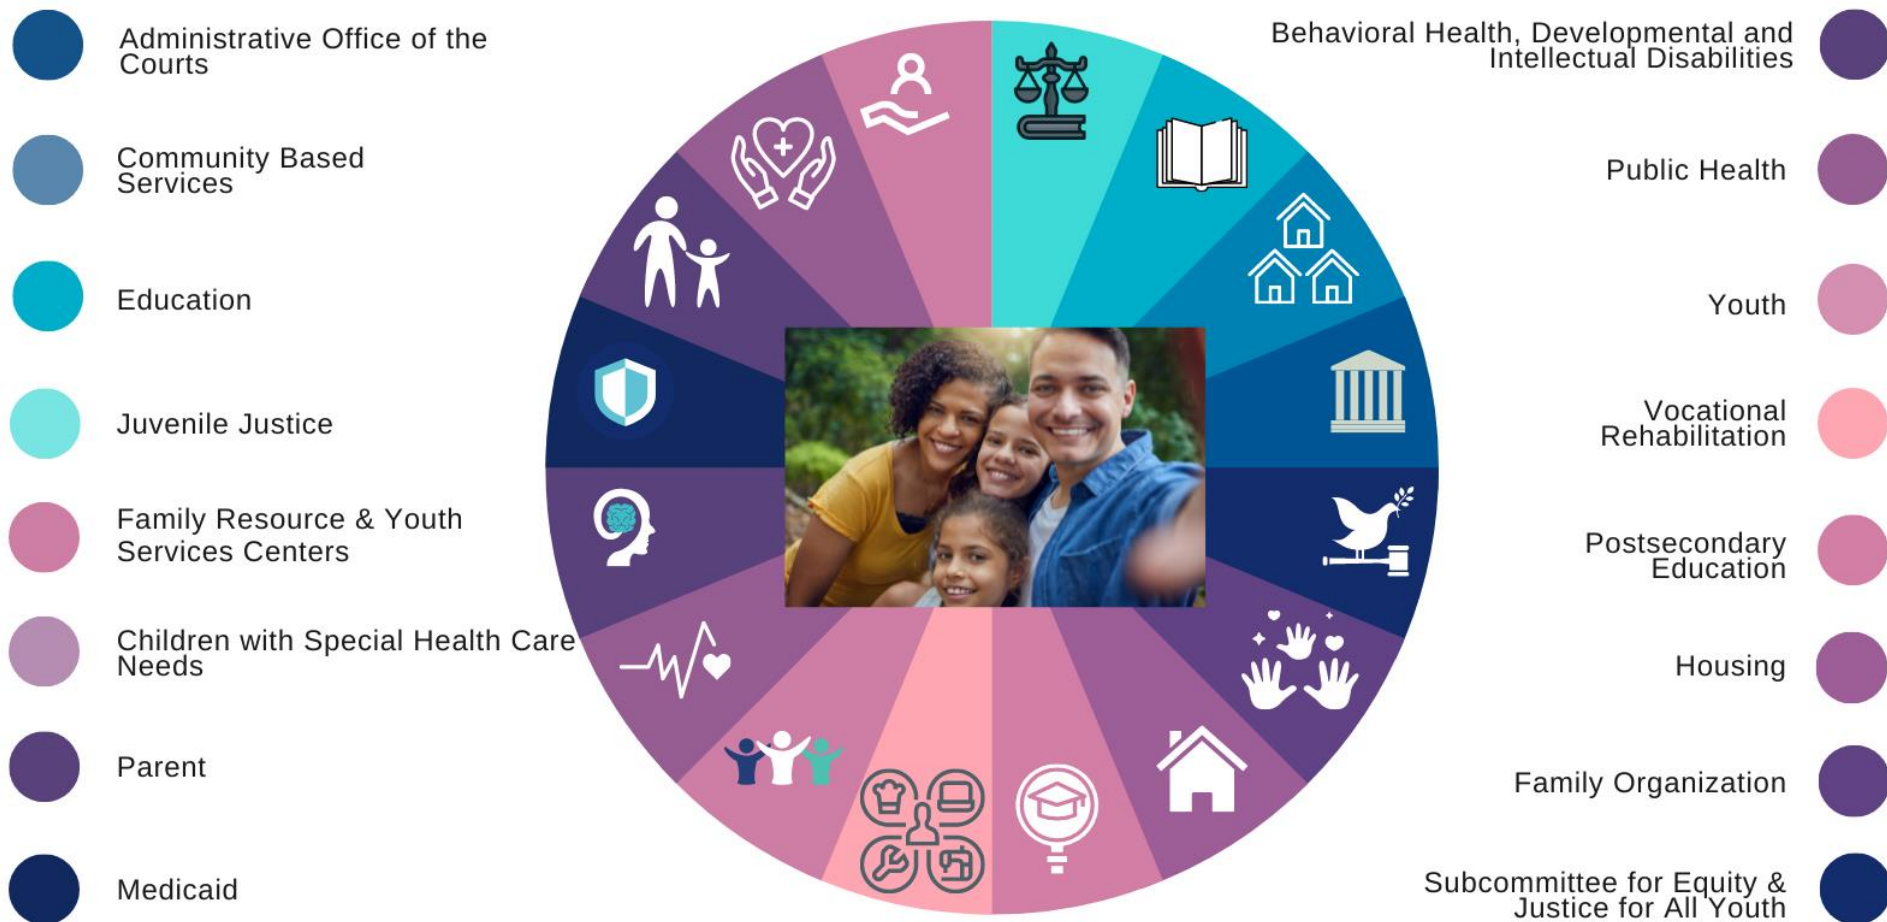 Administrative Office of the
Courts
Community Based
Services
Education
Juvenile Justice
Family Resource & Youth
Services Centers
Children with Special Health Care
Needs
Parent
Medicaid
Behavioral Health, Developmental and
Intellectual Disabilities
Public Health
Youth
Vocational
Rehabilitation
Postsecondary
Education
Housing
Family Organization
Subcommittee for Equity &
Justice for All Youth